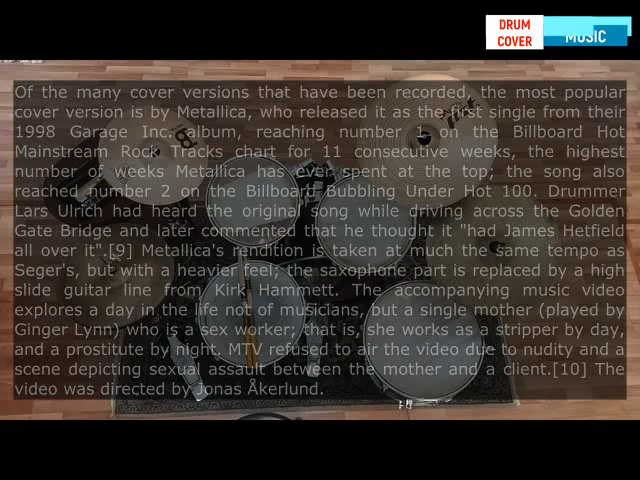 DRUM
COVER
MUSIC
Of the many cover versions that have been recorded, the most popular
cover version is by Metallica, who released it as the first single from their
1998 Garage Inc. album, reaching number 1 on the Billboard Hot
Mainstream Rock Tracks chart for 11 consecutive weeks, the highest
number of weeks Metallica has ever spent at the top; the song also
reached number 2 on the Billboard Bubbling Under Hot 100. Drummer
Lars Ulrich had heard the original song while driving across the Golden
Gate Bridge and later commented that he thought it "had James Hetfield
all over it".[9] Metallica's rendition is taken at much the same tempo as
Seger's, but with a heavier feel; the saxophone part is replaced by a high
slide guitar line from Kirk Hammett. The accompanying music video
explores a day in the life not of musicians, but a single mother (played by
Ginger Lynn) who is a sex worker; that is, she works as a stripper by day,
and a prostitute by night. MTV refused to air the video due to nudity and a
scene depicting sexual assault between the mother and a client.[10] The
video was directed by Jonas Åkerlund.